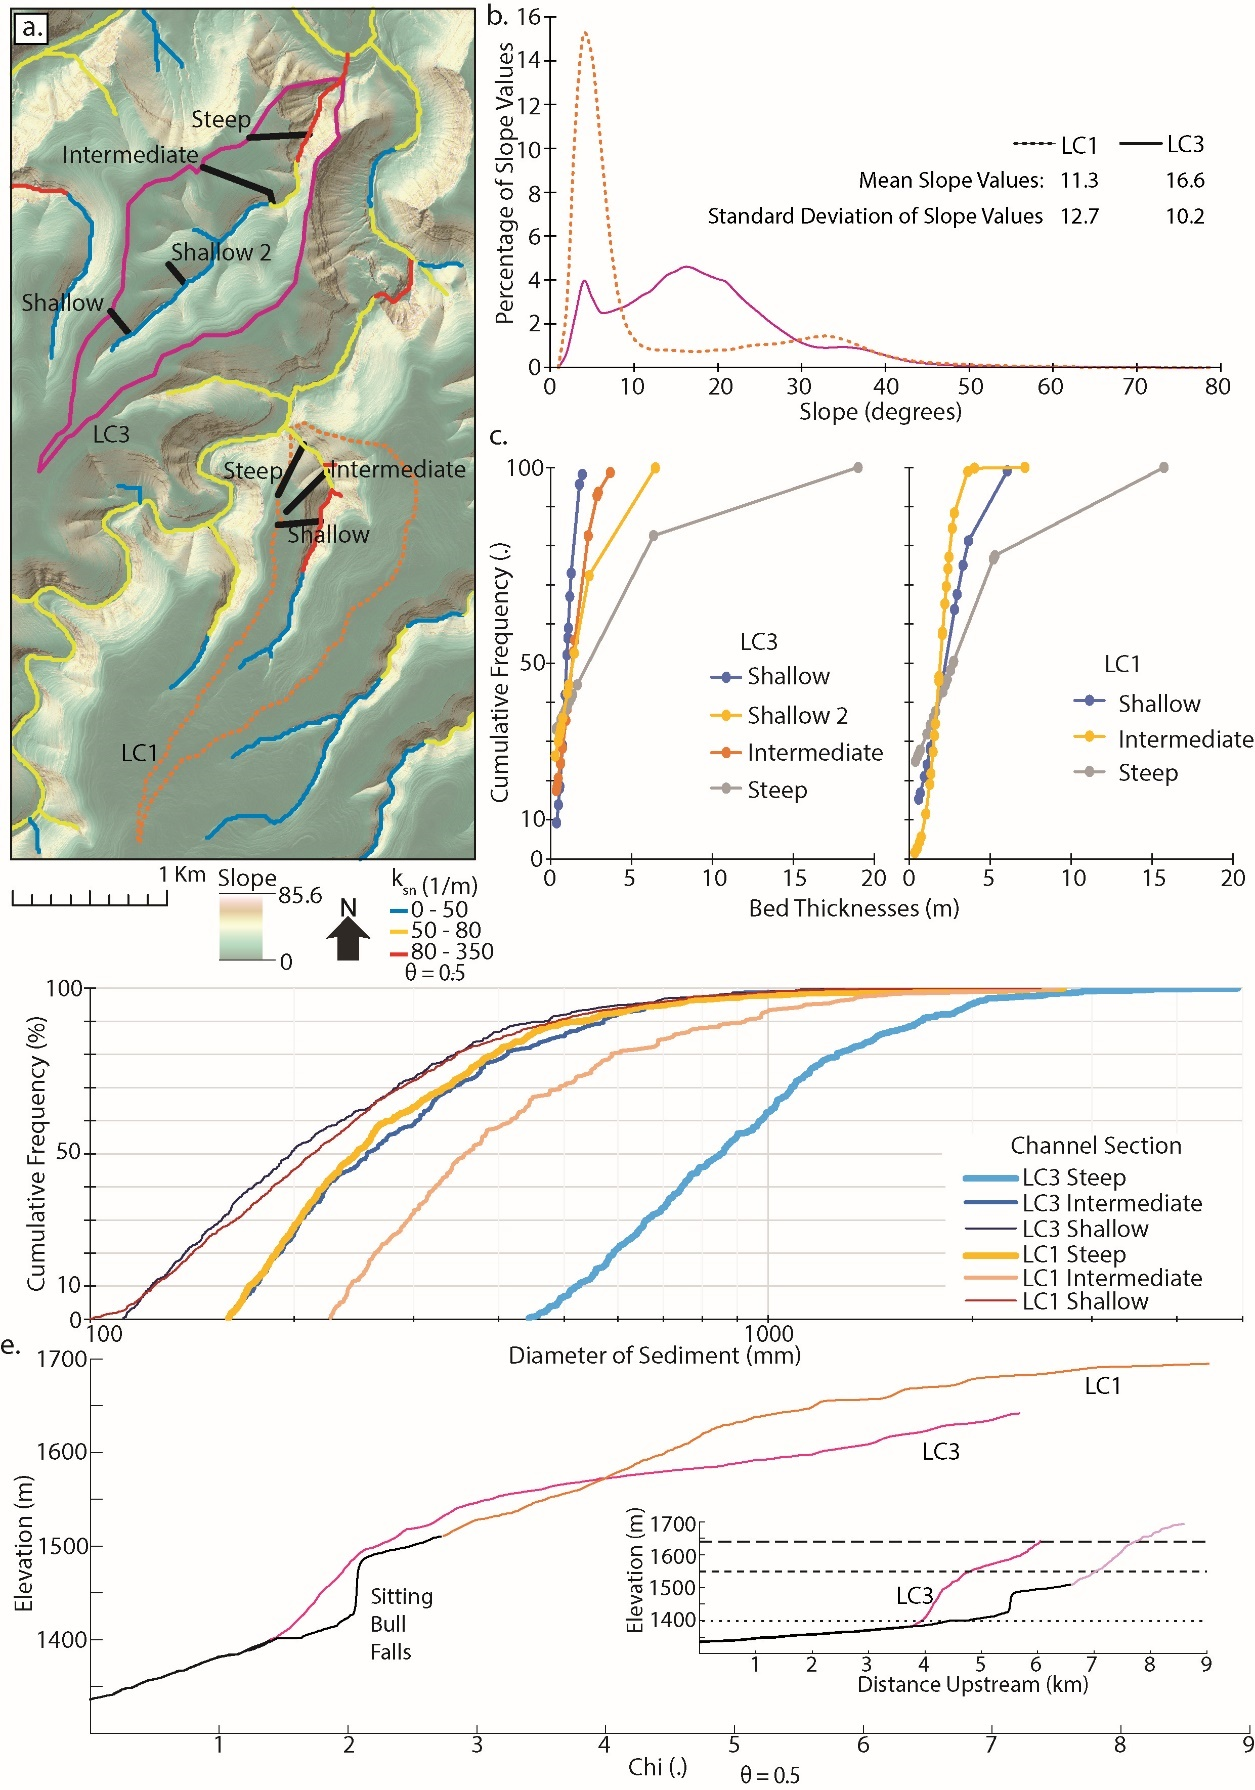 a.
Steep
Intermediate
Shallow 2
Shallow
LC3
Steep
Intermediate
Shallow
LC1
1 Km
Slope
85.6
0
N
ksn (1/m)
0 - 50
50 - 80
80 - 350
θ = 0.5
b.
16
14
12
10
8
6
4
2
0
Percentage of Slope Values
LC1 LC3
Mean Slope Values: 11.3 16.6
Standard Deviation of Slope Values 12.7 10.2
0 10 20 30 40 50 60 70 80
Slope (degrees)
c.
100
50
10
0
Cumulative Frequency (.)
LC3
Shallow
Shallow 2
Intermediate
Steep
LC1
Shallow
Intermediate
Steep
0 5 10 15 20
0 5 10 15 20
Bed Thicknesses (m)
100
50
10
0
Cumulative Frequency (%)
Channel Section
LC3 Steep
LC3 Intermediate
LC3 Shallow
LC1 Steep
LC1 Intermediate
LC1 Shallow
100 1000
Diameter of Sediment (mm)
e.
1700
1600
1500
1400
Elevation (m)
LC1
LC3
Sitting
Bull
Falls
1700
1600
1500
1400
Elevation (m)
LC3
1 2 3 4 5 6 7 8 9
Distance Upstream (km)
1 2 3 4 5 6 7 8 9
Chi (.)
θ = 0.5